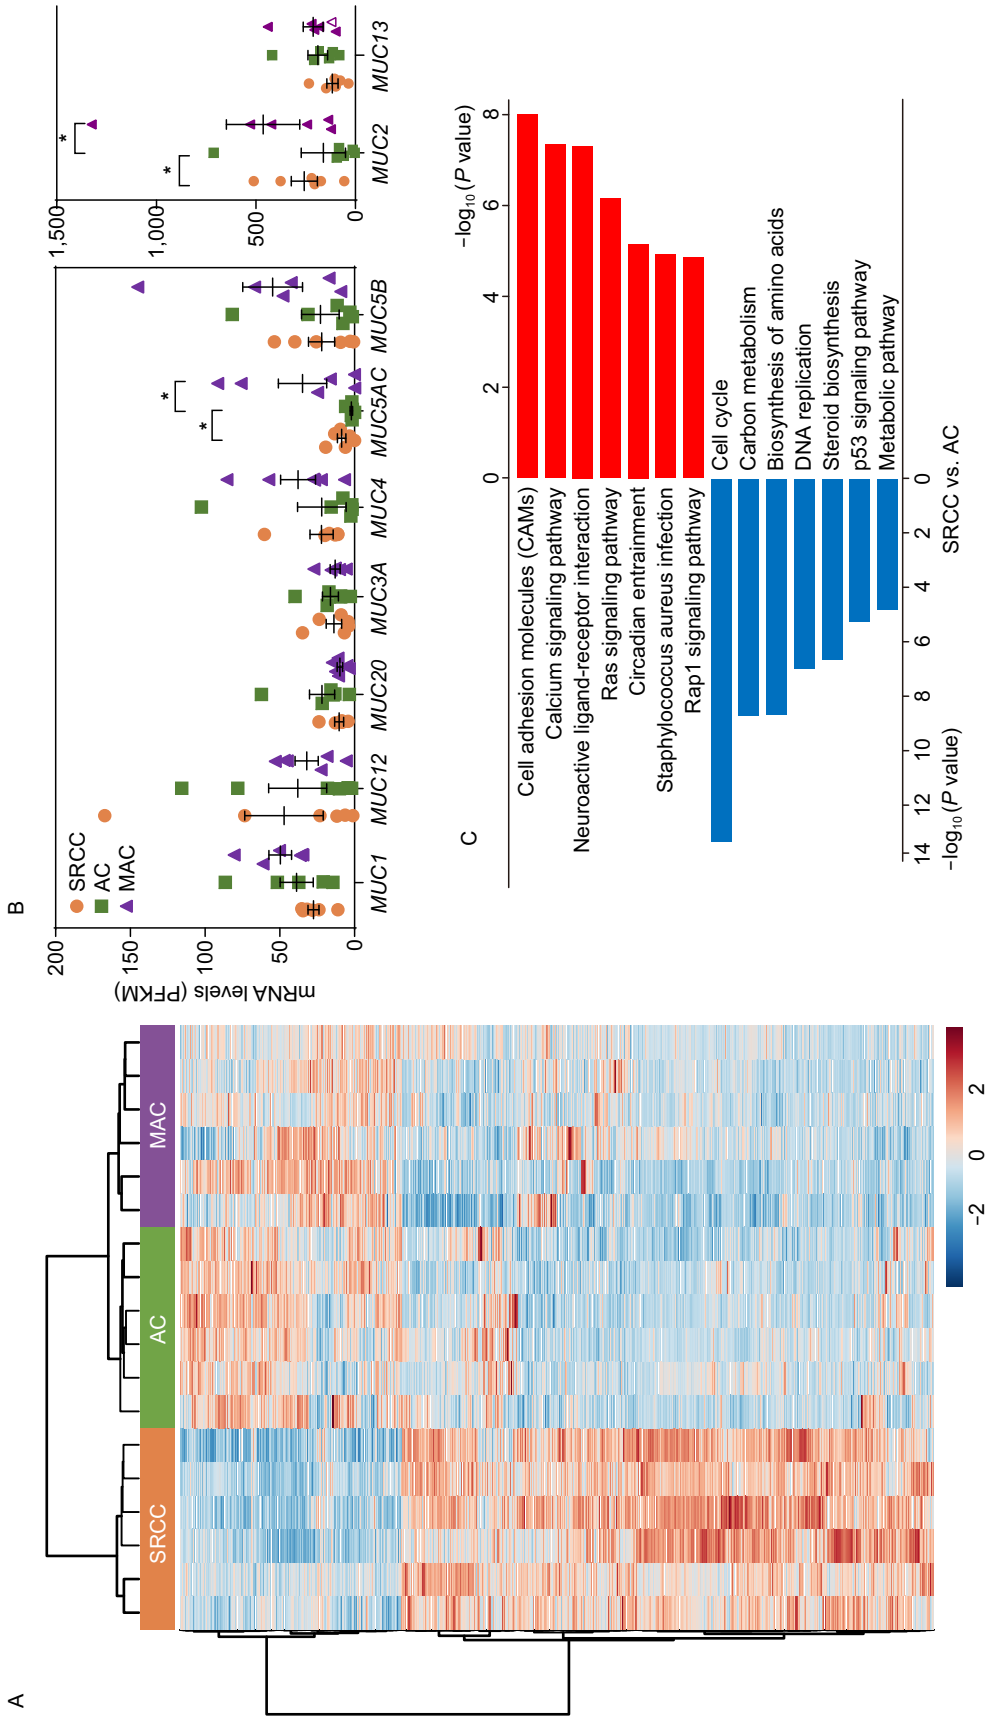 A
SRCC
AC
MAC
−2
0
2
B
mRNA levels (PFKM)
200
150
100
50
0
SRCC
AC
MAC
MUC1
MUC12
MUC20
MUC3A
MUC4
MUC5AC
MUC5B
*
*
1,500
1,000
500
0
*
*
MUC2
MUC13
C
−log₁₀(P value)
0
2
4
6
8
Cell adhesion molecules (CAMs)
Calcium signaling pathway
Neuroactive ligand-receptor interaction
Ras signaling pathway
Circadian entrainment
Staphylococcus aureus infection
Rap1 signaling pathway
Cell cycle
Carbon metabolism
Biosynthesis of amino acids
DNA replication
Steroid biosynthesis
p53 signaling pathway
Metabolic pathway
14
12
10
8
6
4
2
0
−log₁₀(P value)
SRCC vs. AC